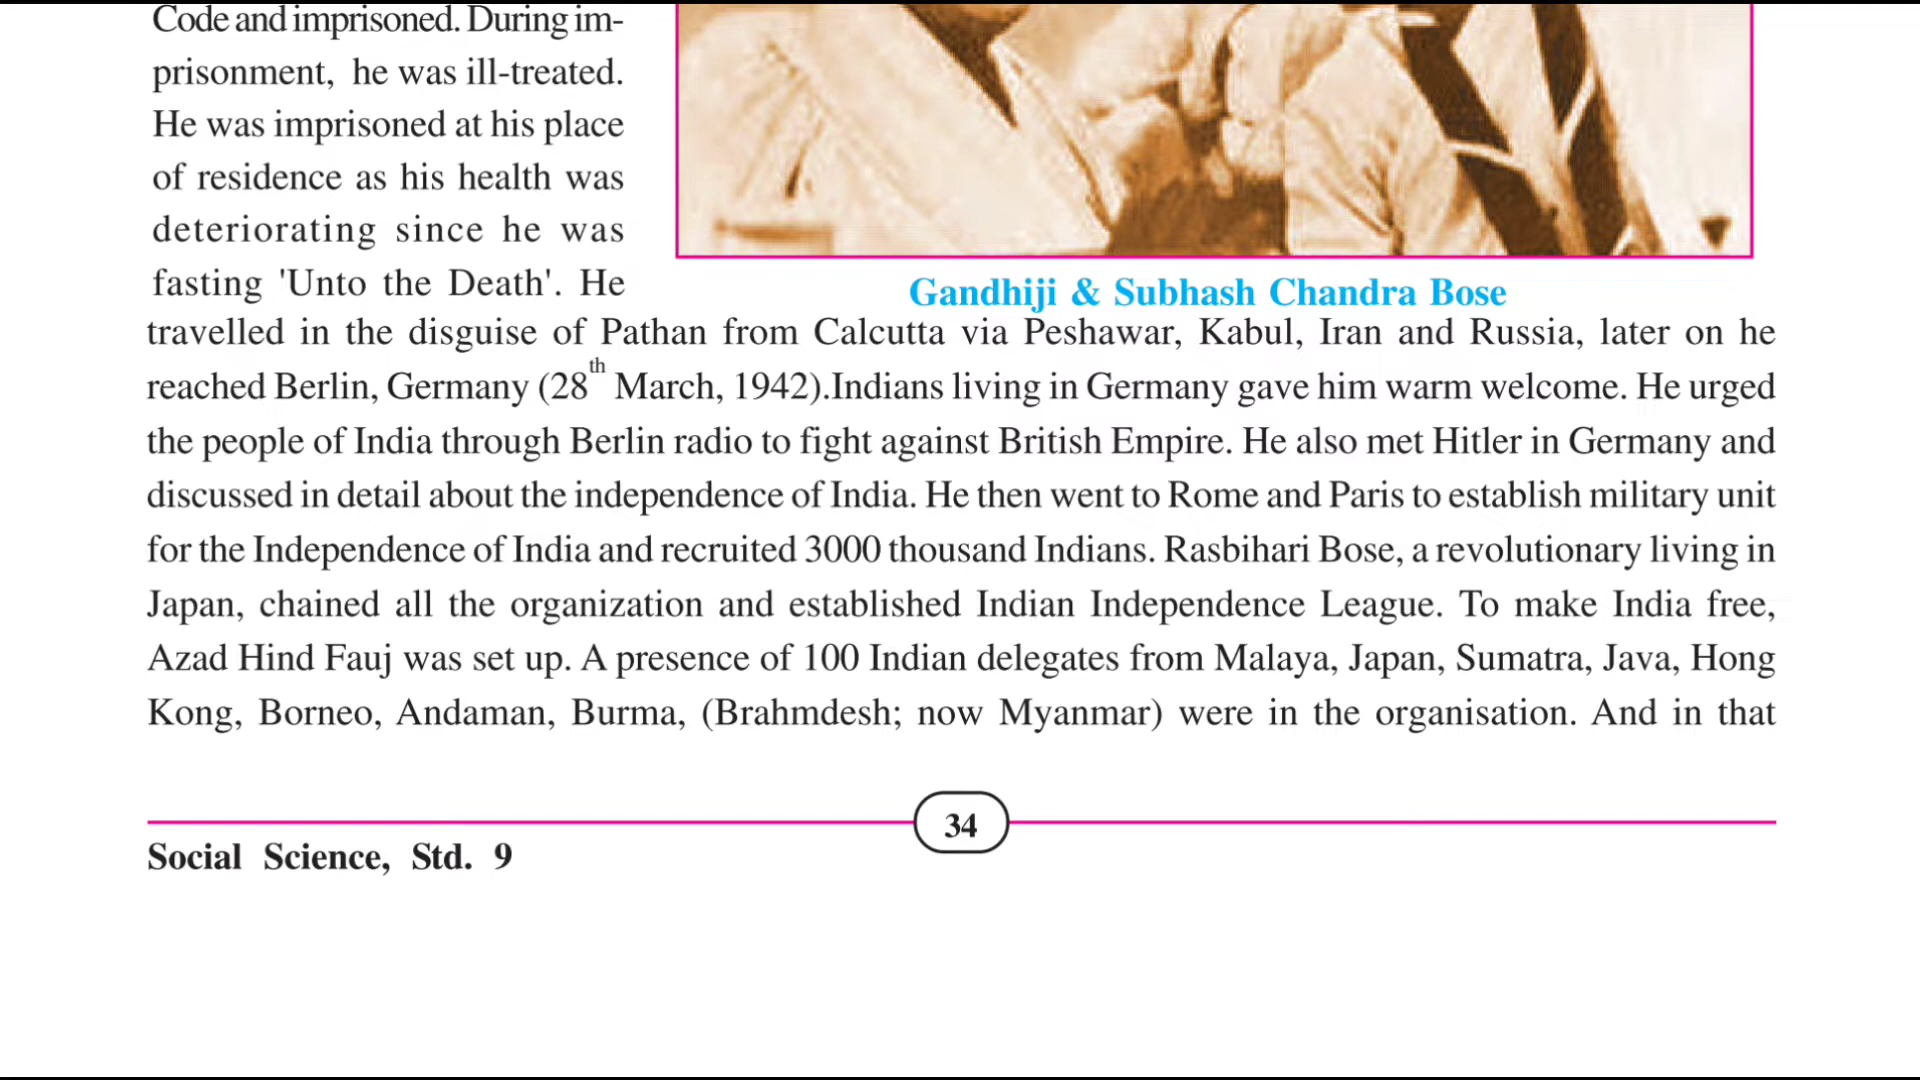 Code and imprisoned. During im-
prisonment, he was ill-treated.
He was imprisoned at his place
of residence as his health was
deteriorating since he was
fasting 'Unto the Death'. He
Gandhiji & Subhash Chandra Bose
travelled in the disguise of Pathan from Calcutta via Peshawar, Kabul, Iran and Russia, later on he
reached Berlin, Germany (28th March, 1942).Indians living in Germany gave him warm welcome. He urged
the people of India through Berlin radio to fight against British Empire. He also met Hitler in Germany and
discussed in detail about the independence of India. He then went to Rome and Paris to establish military unit
for the Independence of India and recruited 3000 thousand Indians. Rasbihari Bose, a revolutionary living in
Japan, chained all the organization and established Indian Independence League. To make India free,
Azad Hind Fauj was set up. A presence of 100 Indian delegates from Malaya, Japan, Sumatra, Java, Hong
Kong, Borneo, Andaman, Burma, (Brahmdesh; now Myanmar) were in the organisation. And in that
34
Social Science, Std. 9